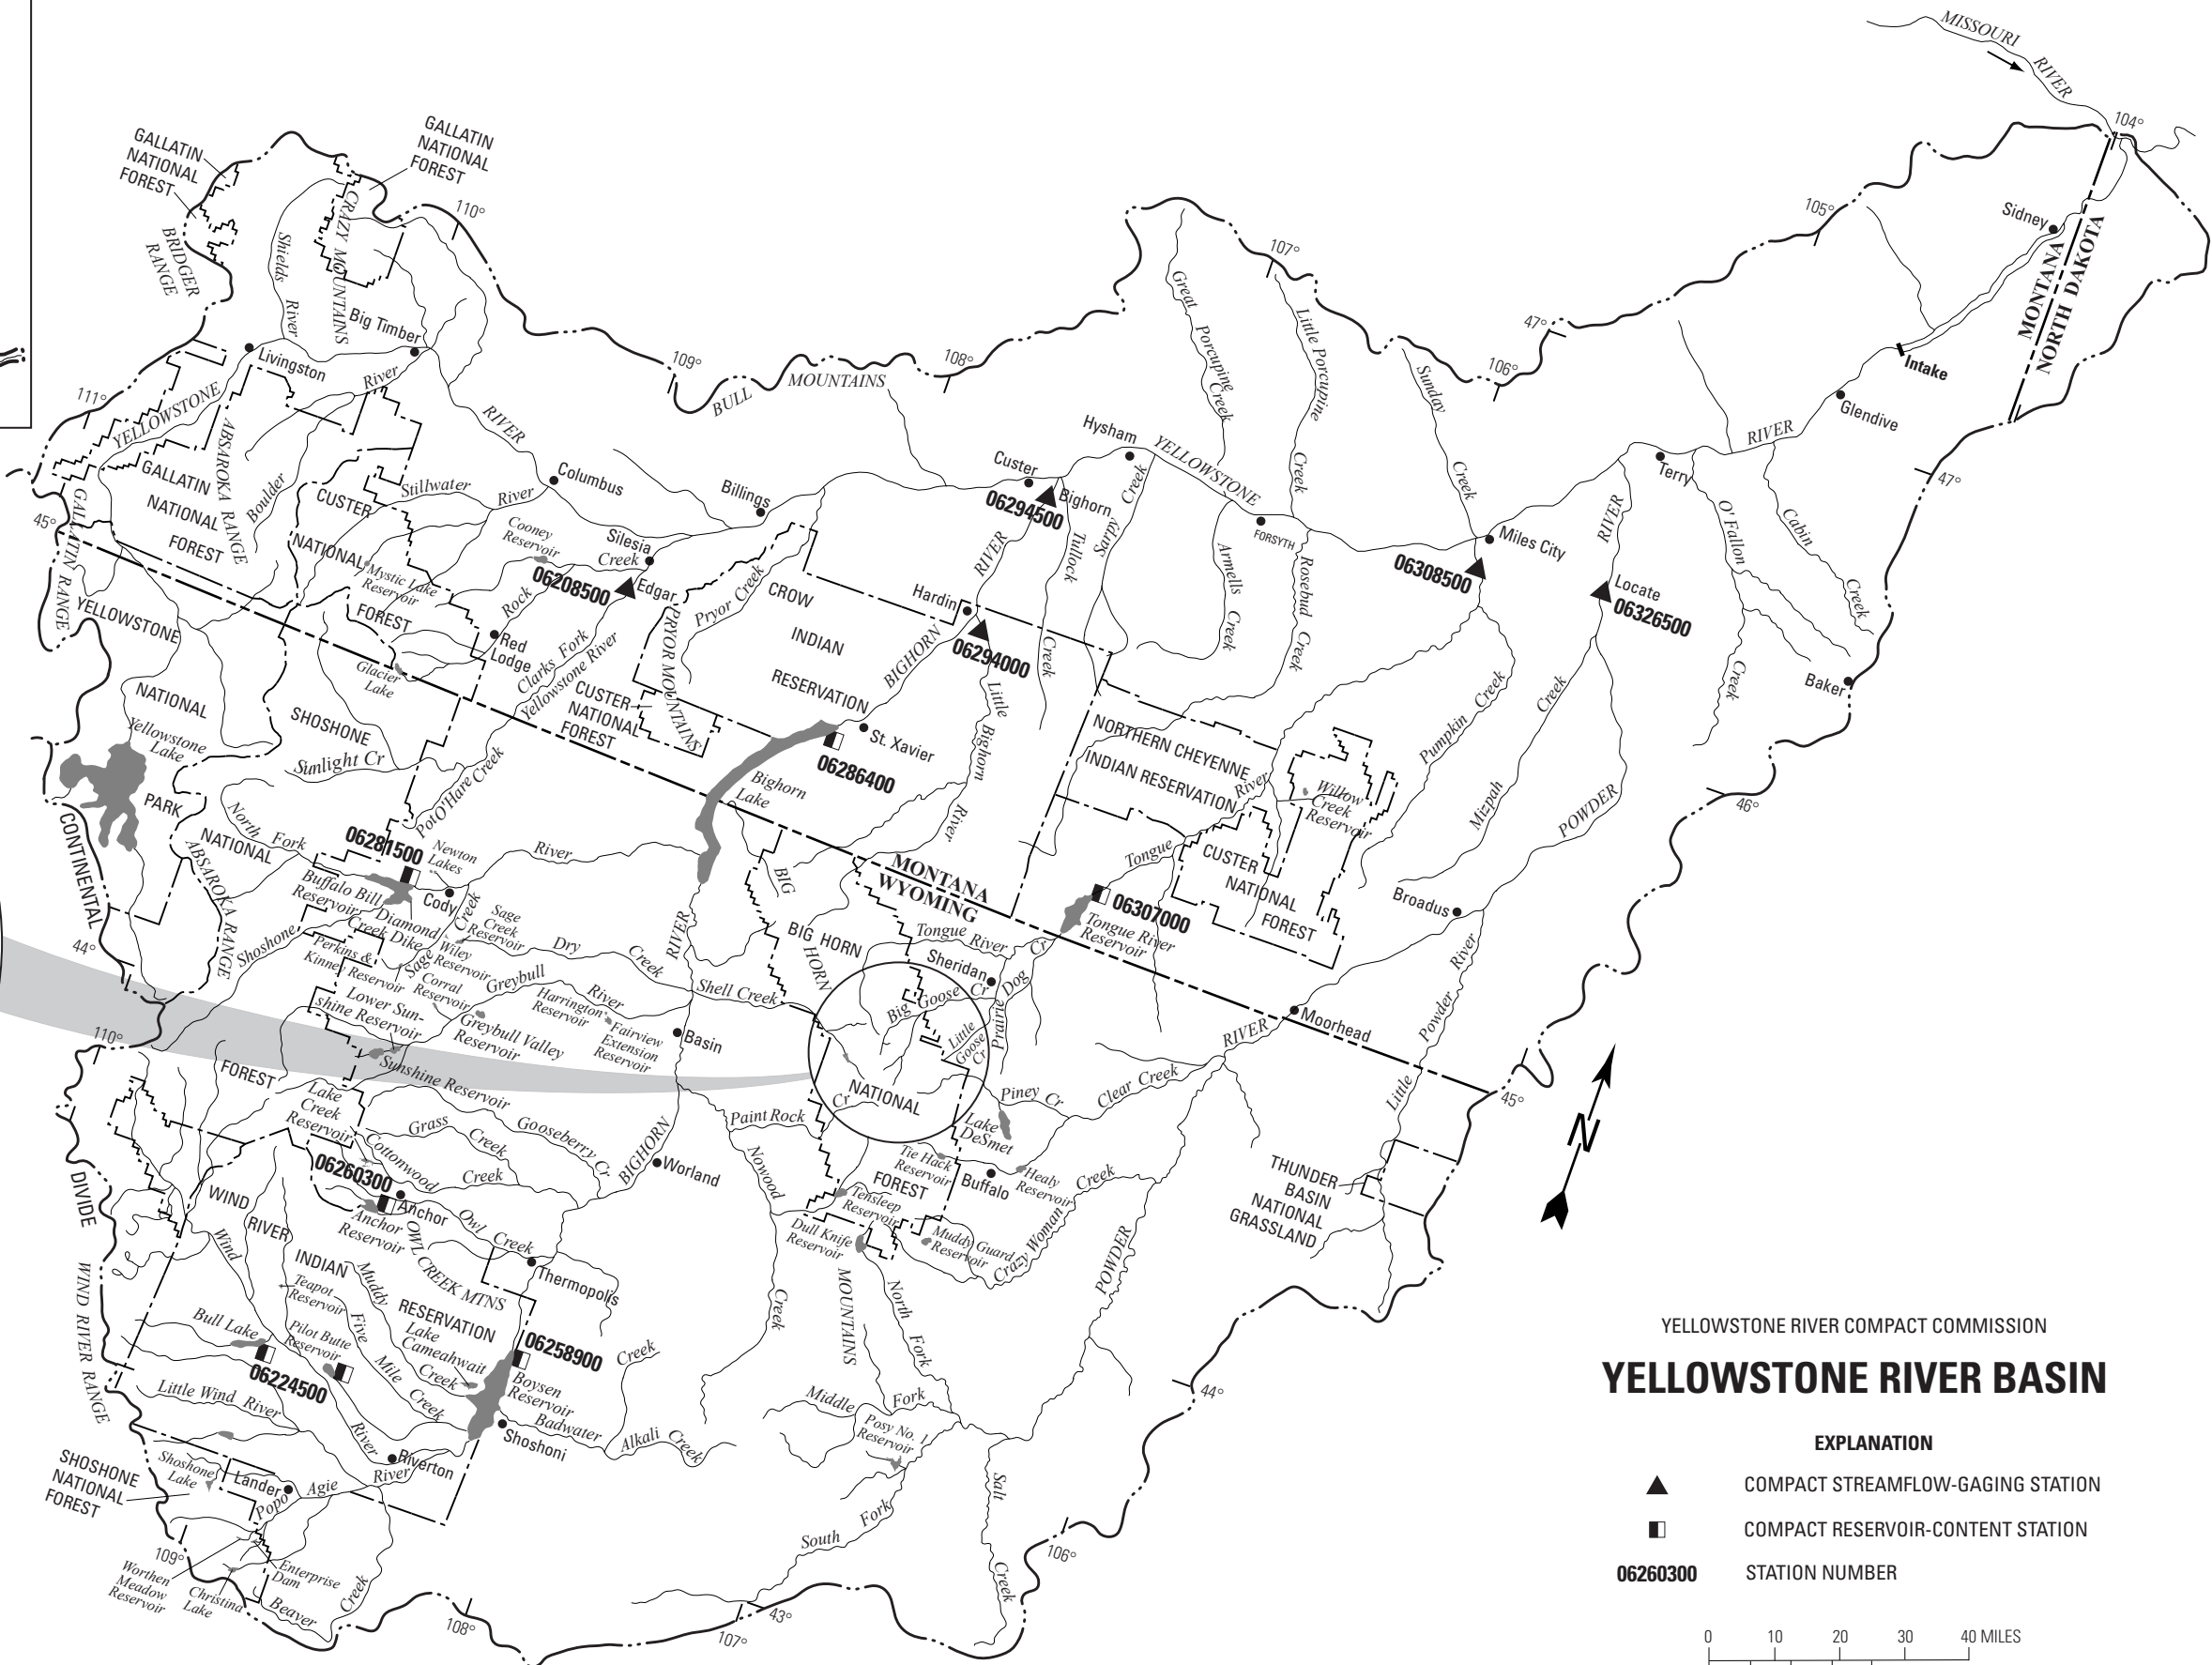 MISSOURI
RIVER
104°
GALLATIN
NATIONAL
FOREST
GALLATIN
NATIONAL
FOREST
BRIDGER
RANGE
Shields
River
CRAZY MOUNTAINS
110°
Big Timber
Livingston
River
111°
YELLOWSTONE
ABSAROKA RANGE
Boulder
RIVER
109°
BULL
MOUNTAINS
108°
107°
Great
Porcupine
Creek
Little Porcupine
Creek
47°
106°
Sunday
Creek
105°
Sidney
MONTANA
NORTH DAKOTA
Intake
Glendive
RIVER
Terry
47°
GALLATIN
NATIONAL
FOREST
CUSTER
NATIONAL
FOREST
Stillwater
River
Columbus
Billings
Cooney
Reservoir
Silesia
Creek
06208500
Edgar
Rock
Mystic Lake
Reservoir
Red
Lodge
Clarks Fork
Yellowstone River
Glacier
Lake
45°
GALLATIN RANGE
Custer
06294500
Bighorn
Hysham
YELLOWSTONE
Creek
Sarpy
Tullock
Creek
RIVER
FORSYTH
Armells
Creek
Rosebud
Creek
06308500
Miles City
RIVER
Locate
06326500
O'Fallon
Creek
Cabin
Creek
Baker
Pryor Creek
PRYOR MOUNTAINS
CROW
INDIAN
RESERVATION
Hardin
06294000
BIGHORN
Little
Bighorn
River
St. Xavier
06286400
Bighorn
Lake
CUSTER
NATIONAL
FOREST
NORTHERN CHEYENNE
INDIAN RESERVATION
River
Tongue
Willow
Creek
Reservoir
Pumpkin
Creek
Mizpah
Creek
POWDER
46°
YELLOWSTONE
NATIONAL
PARK
Yellowstone
Lake
SHOSHONE
NATIONAL
FOREST
Sunlight Cr
PotO'Hare Creek
North
Fork
06281500
Newton
Lakes
River
Buffalo Bill
Reservoir
Cody
Diamond
Creek Dike
Creek
Sage
Sage
Creek
Reservoir
Wiley
Reservoir
Perkins &
Kinney Reservoir
Corral
Reservoir
Shoshone
CONTINENTAL
DIVIDE
ABSAROKA RANGE
44°
110°
Dry
Creek
RIVER
Greybull
River
Lower Sun-
shine Reservoir
Greybull Valley
Reservoir
Harrington
Reservoir
Fairview
Extension
Reservoir
Basin
Shell Creek
Sunshine Reservoir
MONTANA
WYOMING
BIG
HORN
MOUNTAINS
BIG HORN
NATIONAL
FOREST
Tongue
River
Cr
Sheridan
Big
Goose
Cr
Dog
Prairie
Little
Goose
Cr
06307000
Tongue River
Reservoir
CUSTER
NATIONAL
FOREST
Broadus
Moorhead
RIVER
Powder
River
Little
45°
N
Piney Cr
Clear Creek
Lake
DeSmet
Paint Rock
Cr
Nowood
Creek
Tie Hack
Reservoir
Buffalo
Healy
Reservoir
Creek
Crazy Woman
Tensleep
Reservoir
Dull Knife
Reservoir
Muddy Guard
Reservoir
THUNDER
BASIN
NATIONAL
GRASSLAND
POWDER
Lake
Creek
Reservoir
Grass
Creek
Gooseberry Cr
Cottonwood
Creek
BIGHORN
Worland
06260300
Anchor
Anchor
Reservoir
Owl
Creek
OWL
CREEK MTNS
Thermopolis
WIND
RIVER
INDIAN
RESERVATION
Wind
River
Teapot
Reservoir
Muddy
Creek
Five
Mile
Creek
Lake
Cameahwait
06258900
Boysen
Reservoir
Creek
Badwater
Alkali
Creek
Shoshoni
Bull Lake
Pilot Butte
Reservoir
06224500
Little Wind River
Riverton
River
WIND RIVER RANGE
SHOSHONE
NATIONAL
FOREST
Shoshone
Lake
Lander
Popo
Agie
109°
Worthen
Meadow
Reservoir
Christina
Lake
Enterprise
Dam
Beaver
Creek
108°
North
Fork
Middle
Fork
Posy No. 1
Reservoir
South
Fork
Salt
Creek
107°
43°
106°
44°
YELLOWSTONE RIVER COMPACT COMMISSION
YELLOWSTONE RIVER BASIN
EXPLANATION
COMPACT STREAMFLOW-GAGING STATION
COMPACT RESERVOIR-CONTENT STATION
06260300 STATION NUMBER
0 10 20 30 40 MILES